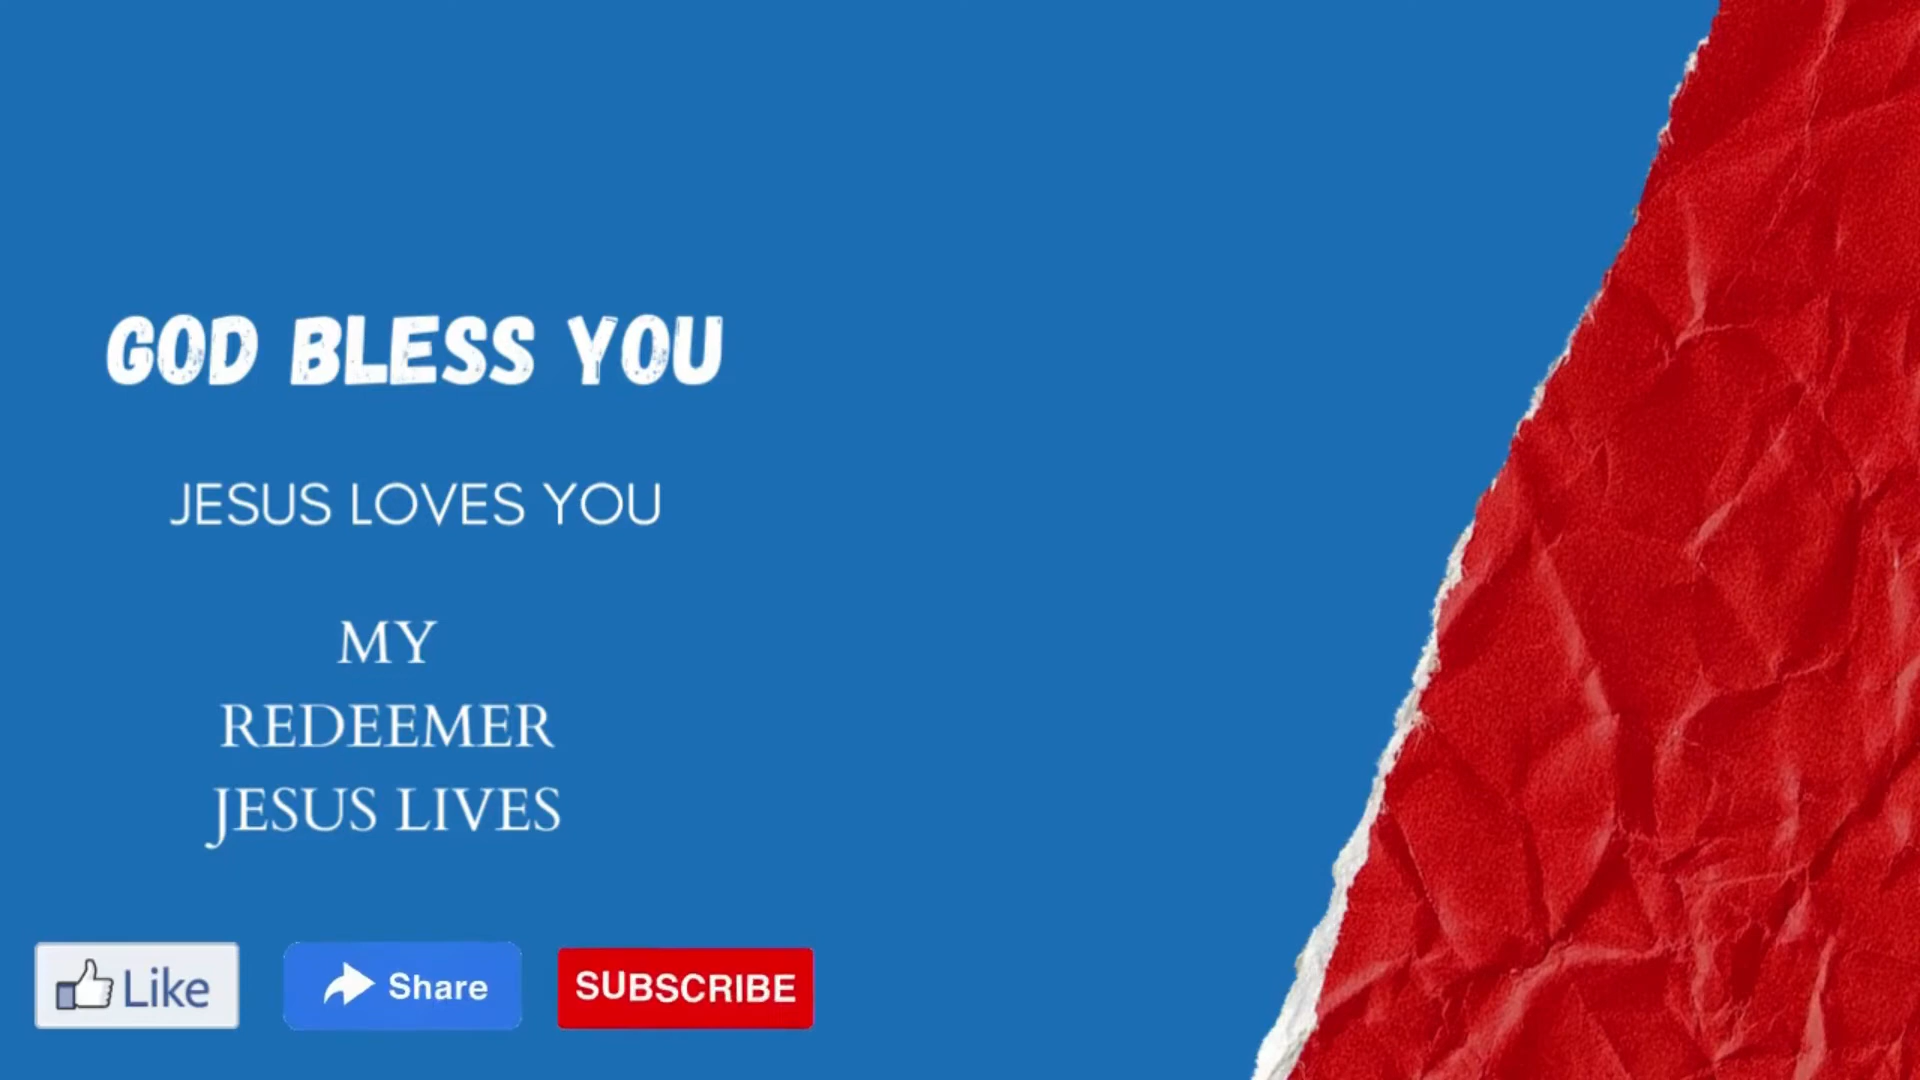 GOD BLESS YOU
JESUS LOVES YOU
MY
REDEEMER
JESUS LIVES
Like
Share
SUBSCRIBE